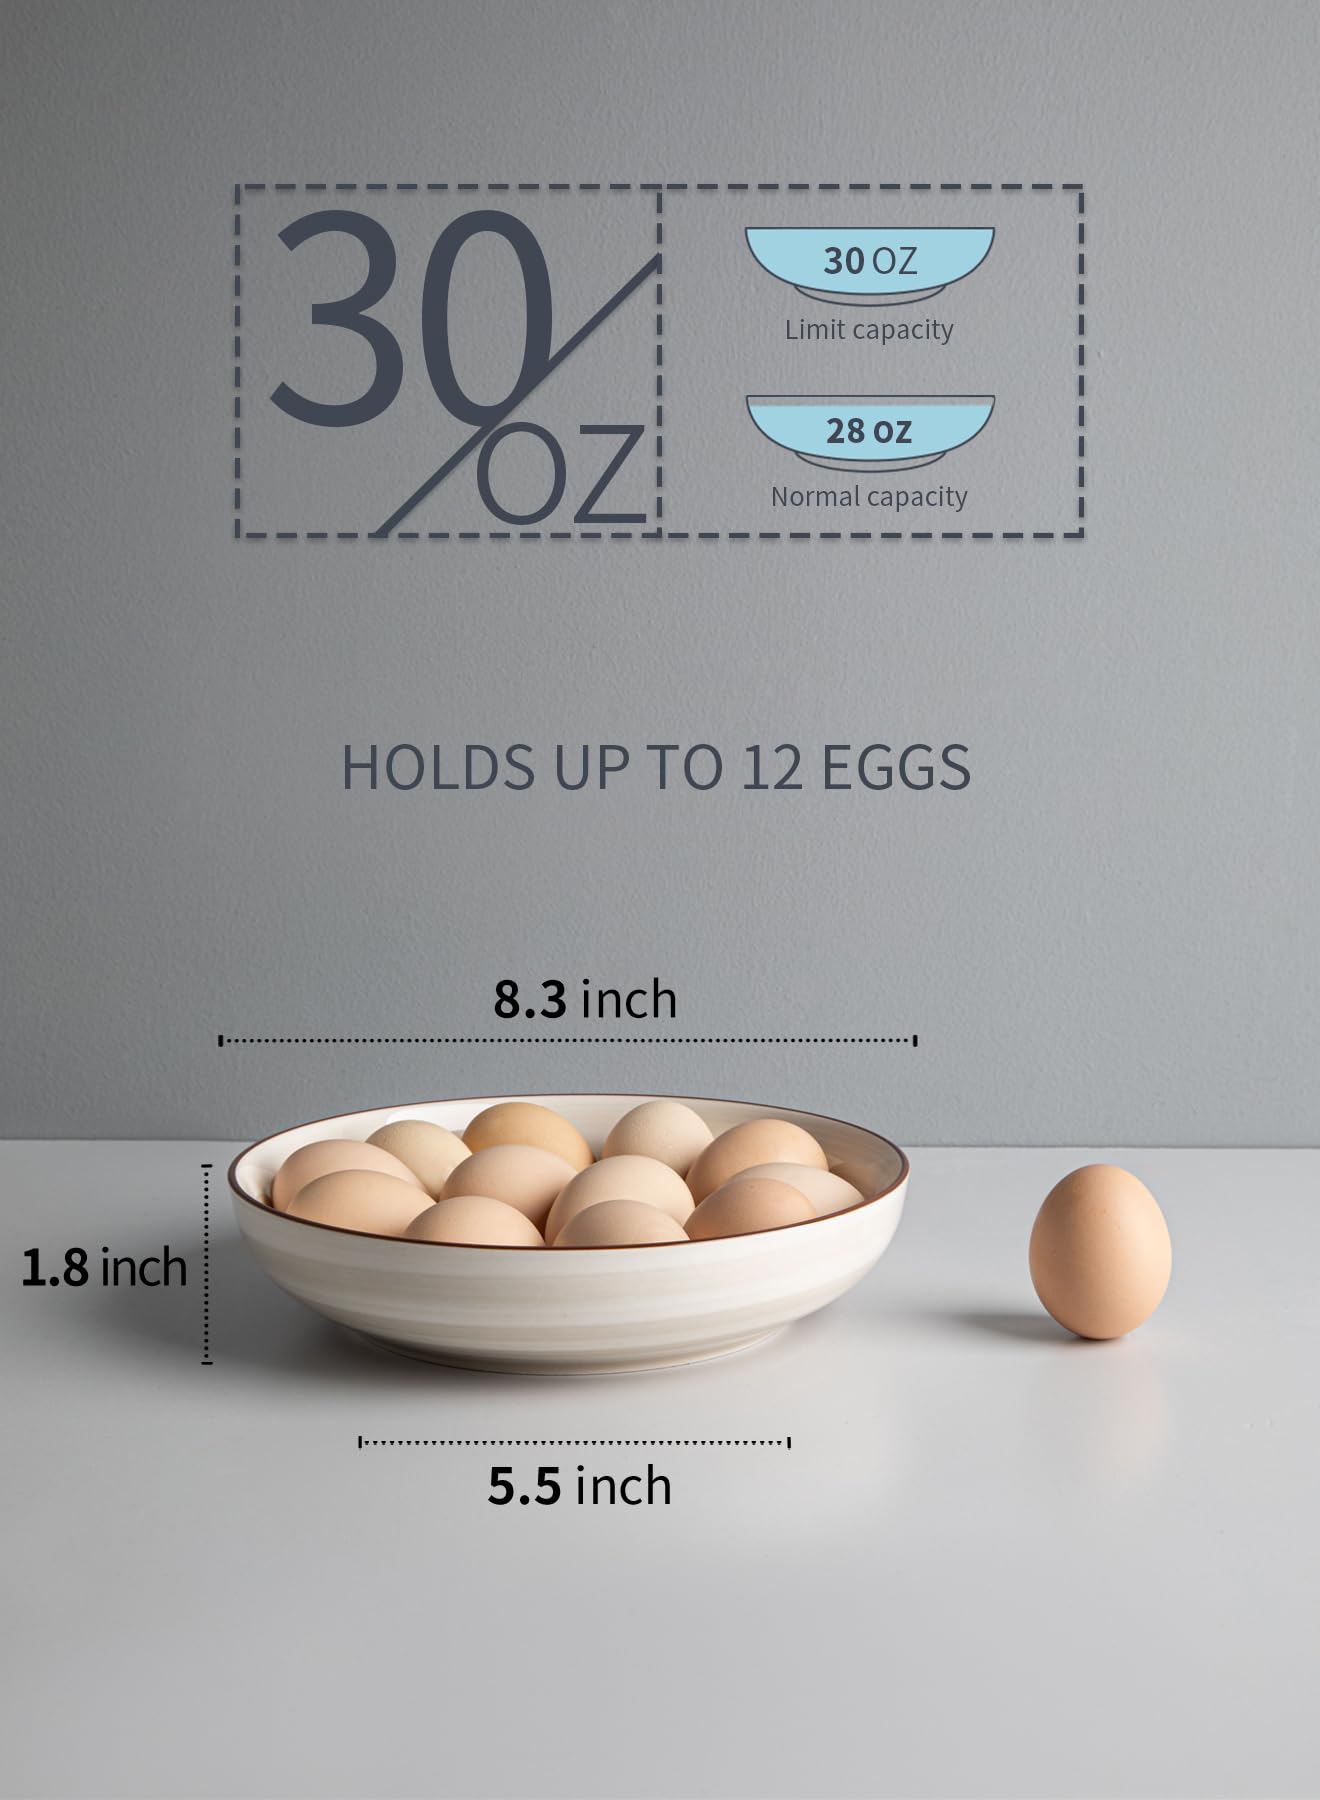 30
OZ
30 OZ
Limit capacity
28 OZ
Normal capacity
HOLDS UP TO 12 EGGS
8.3 inch
1.8 inch
5.5 inch